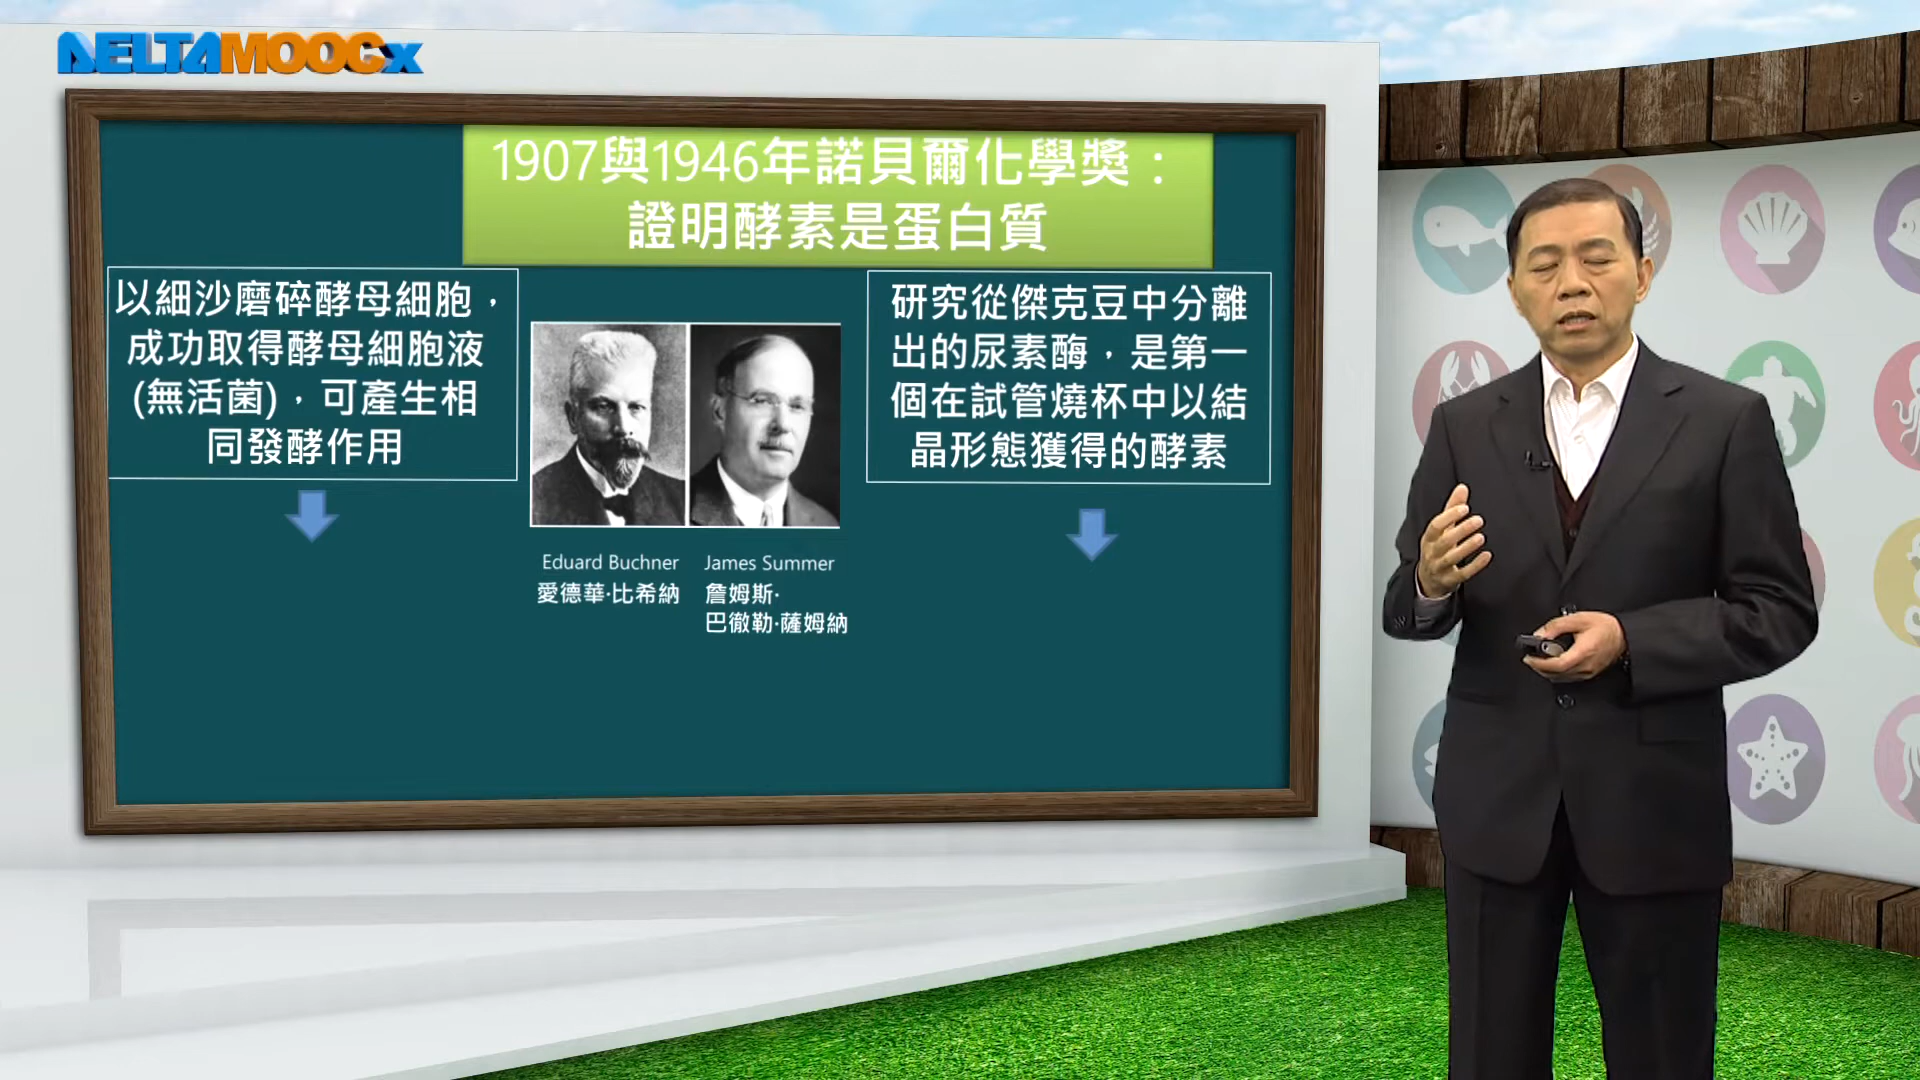 DELTAMOOCx
1907與1946年諾貝爾化學獎：
證明酵素是蛋白質
以細沙磨碎酵母細胞，
成功取得酵母細胞液
(無活菌)，可產生相
同發酵作用
研究從傑克豆中分離
出的尿素酶，是第一
個在試管燒杯中以結
晶形態獲得的酵素
Eduard Buchner
愛德華·比希納
James Summer
詹姆斯·
巴徹勒·薩姆納